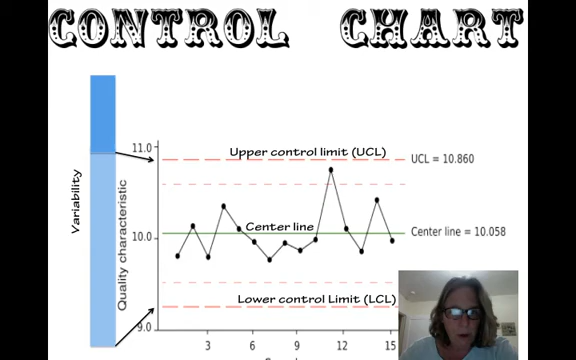 CONTROL CHART
11.0
Upper control limit (UCL)
UCL = 10.860
Variability
Quality characteristic
Center line
10.0
Center line = 10.058
Lower control Limit (LCL)
9.0
3 6 9 12 15